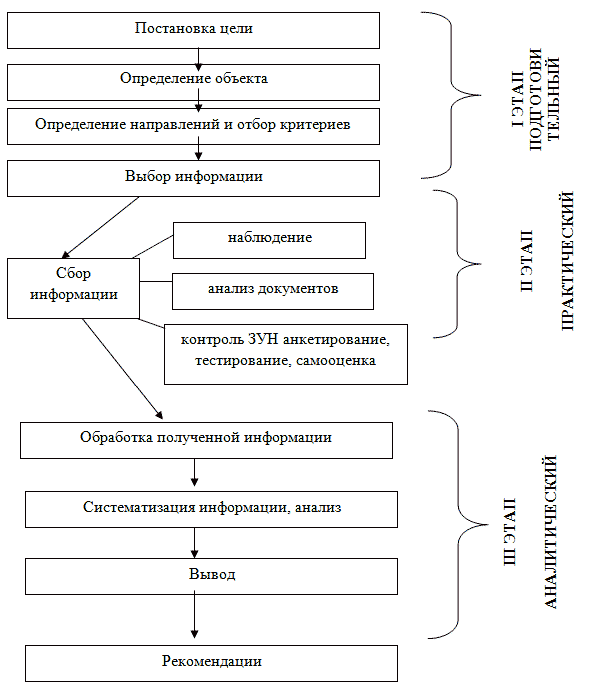 Постановка цели
Определение объекта
Определение направлений и отбор критериев
Выбор информации
I ЭТАП
ПОДГОТОВИ
ТЕЛЬНЫЙ
наблюдение
Сбор
информации
анализ документов
контроль ЗУН анкетирование,
тестирование, самооценка
II ЭТАП
ПРАКТИЧЕСКИЙ
Обработка полученной информации
Систематизация информации, анализ
Вывод
Рекомендации
III ЭТАП
АНАЛИТИЧЕСКИЙ